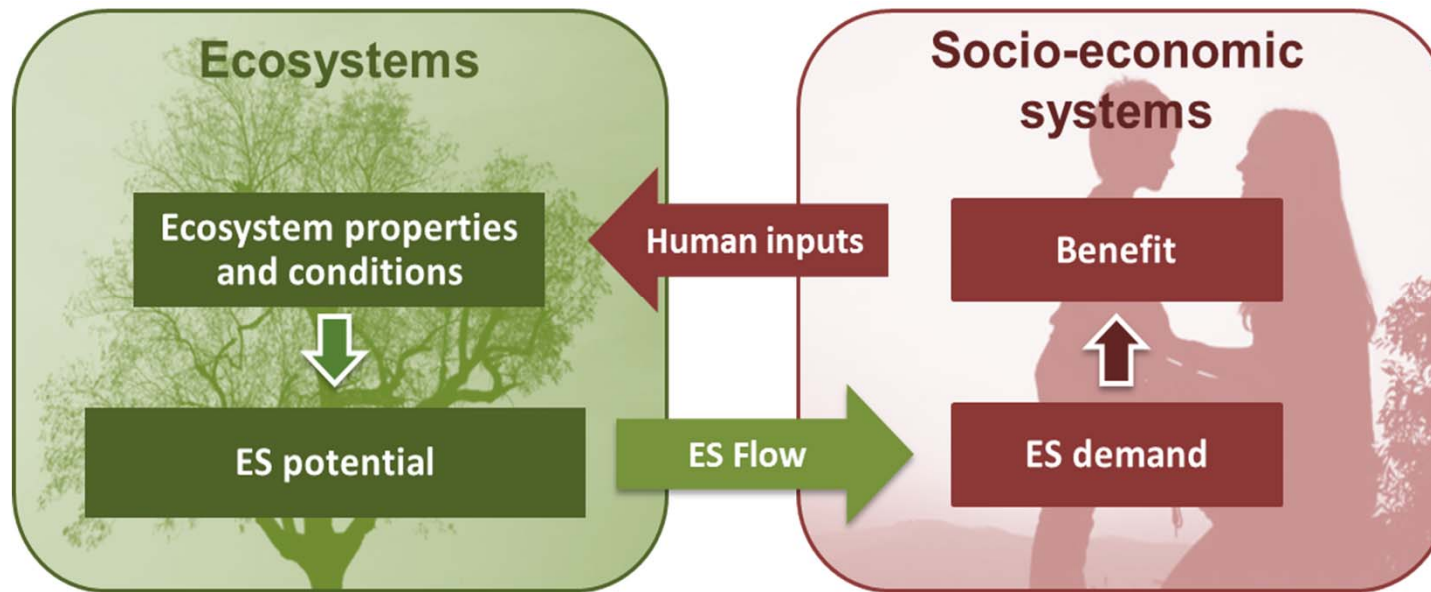 Ecosystems
Ecosystem properties
and conditions
ES potential
Human inputs
ES Flow
Socio-economic
systems
Benefit
ES demand